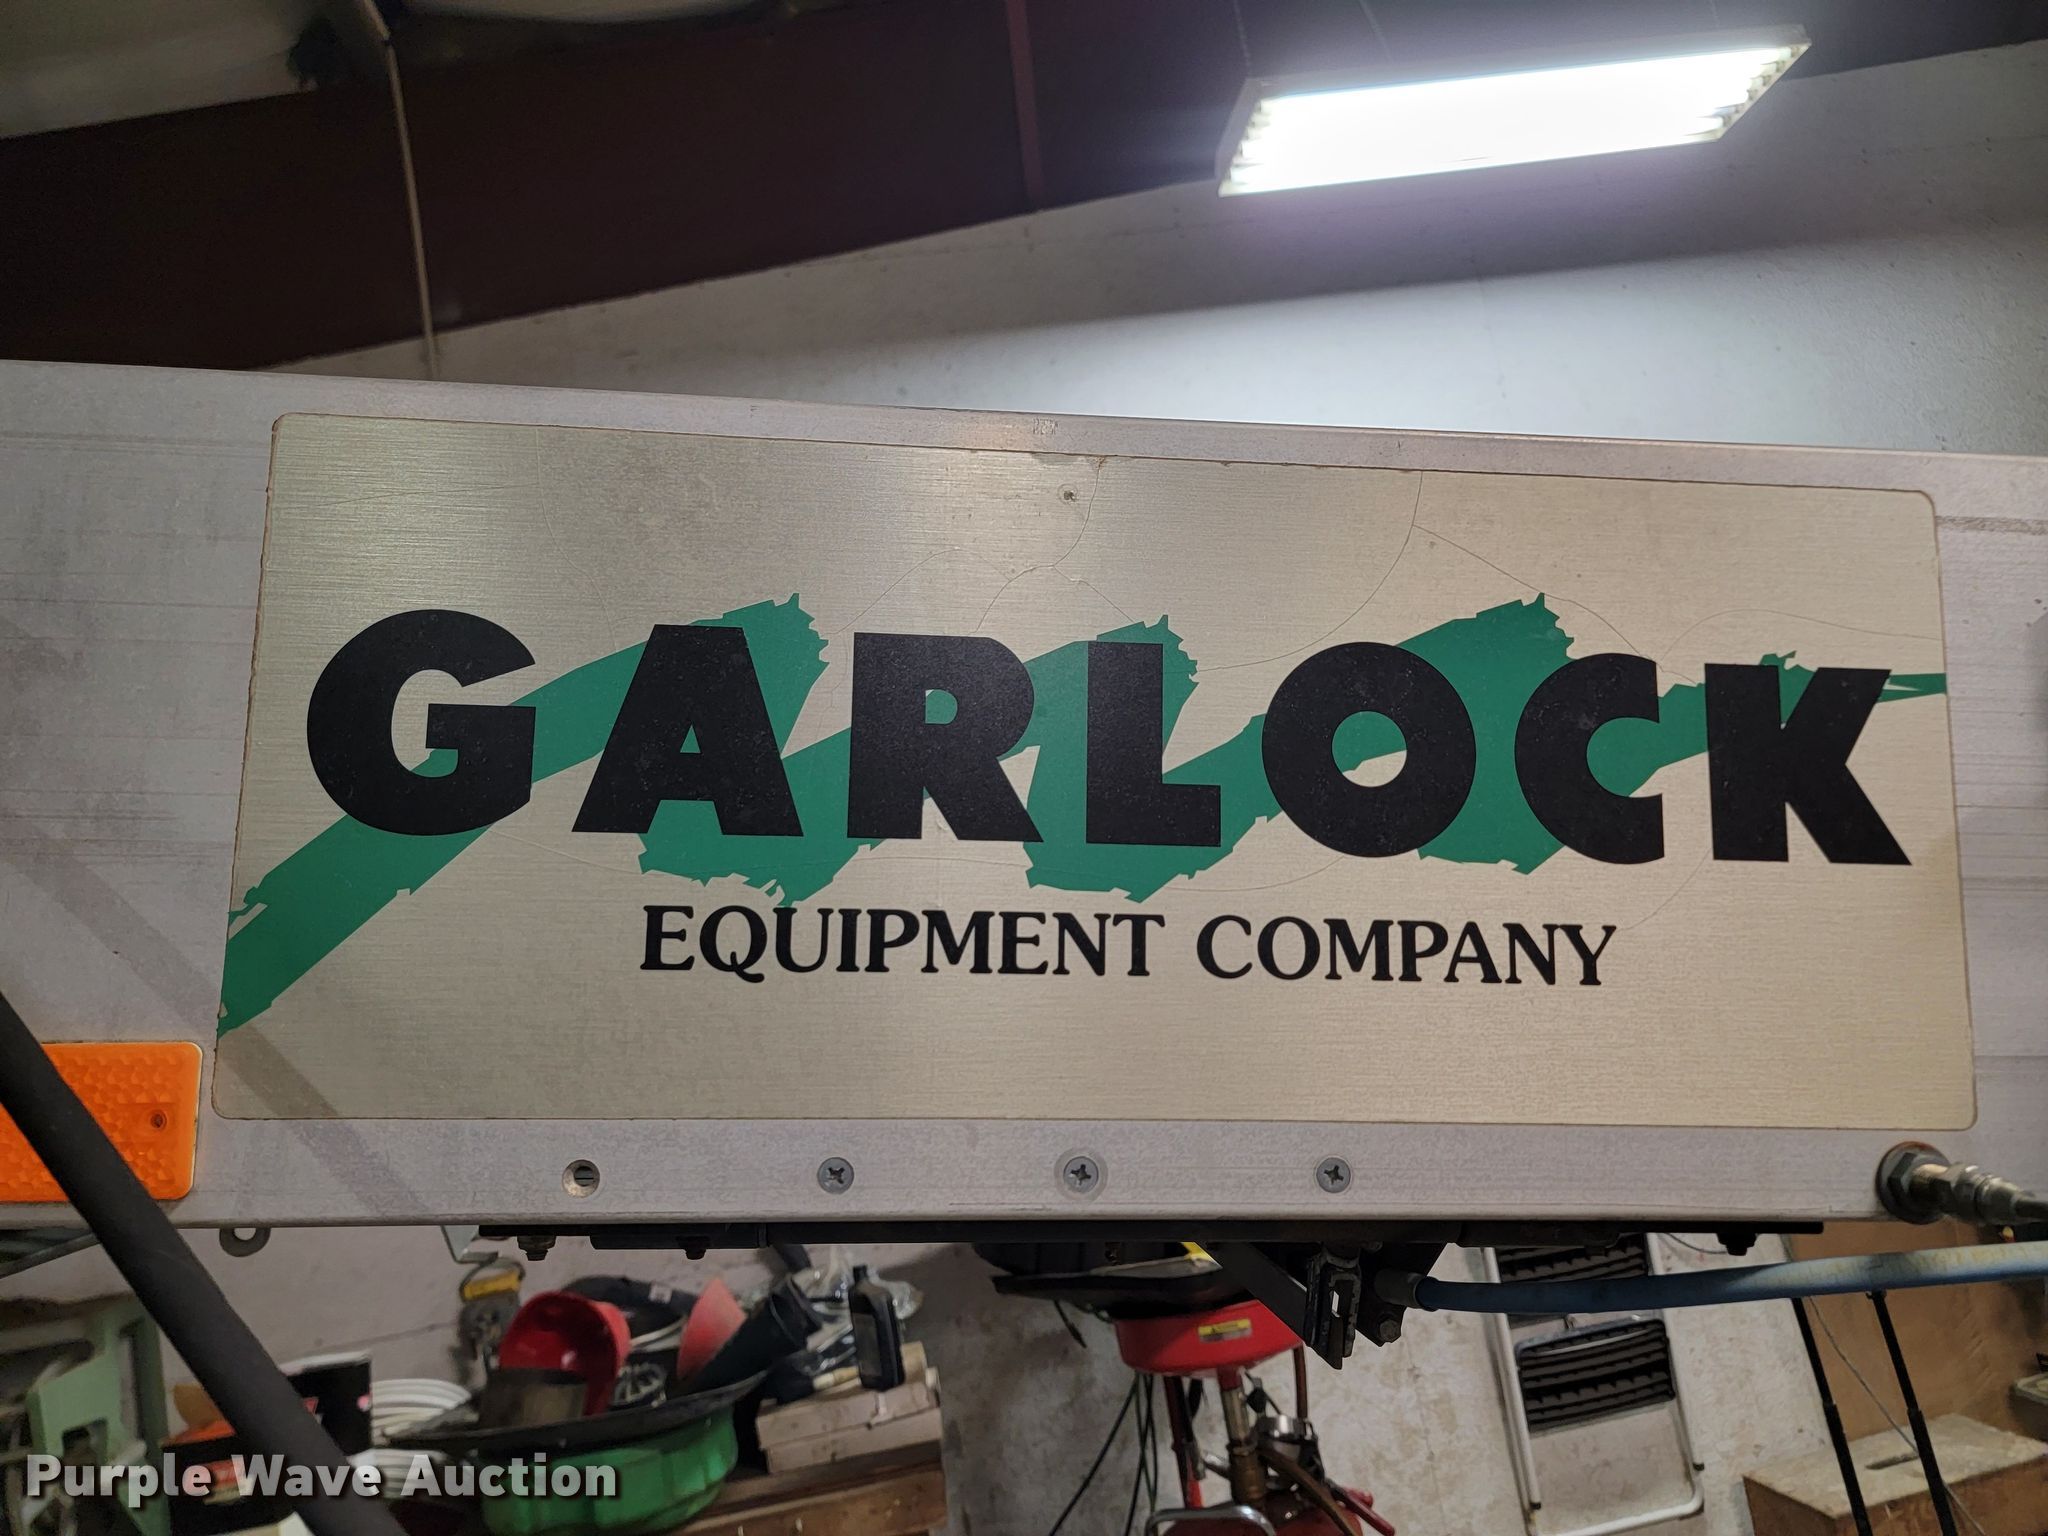 GARLOCK
EQUIPMENT COMPANY
Purple Wave Auction